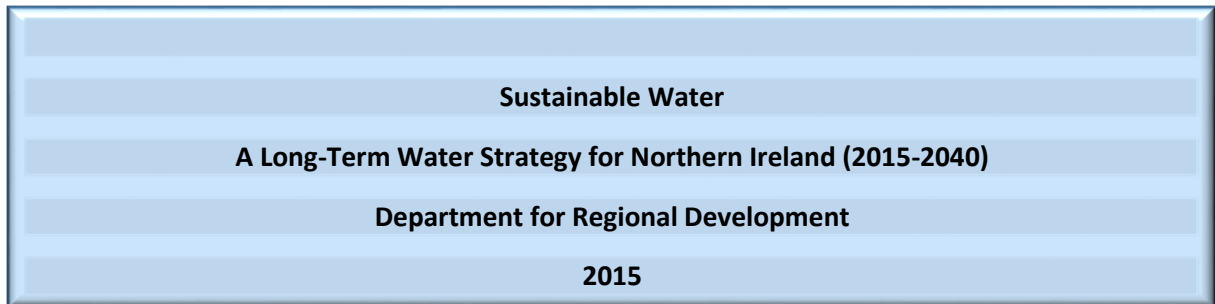 Sustainable Water
A Long-Term Water Strategy for Northern Ireland (2015-2040)
Department for Regional Development
2015